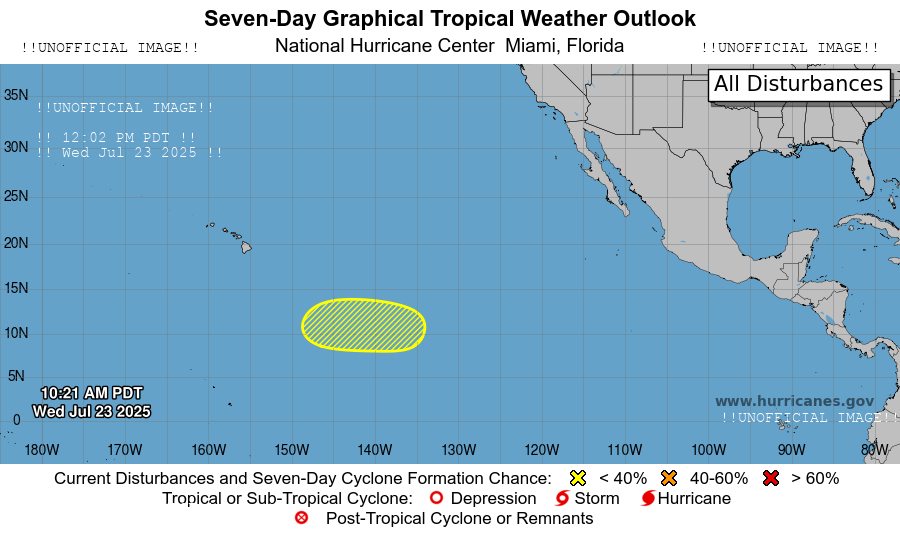 Seven-Day Graphical Tropical Weather Outlook
!!UNOFFICIAL IMAGE!! National Hurricane Center Miami, Florida !!UNOFFICIAL IMAGE!!
All Disturbances
35N
!!UNOFFICIAL IMAGE!!
!! 12:02 PM PDT !!
30N
!! Wed Jul 23 2025 !!
25N
20N
15N
10N
5N
10:21 AM PDT
Wed Jul 23 2025
www.hurricanes.gov
0
!!UNOFFICIAL IMAGE!!
180W 170W 160W 150W 140W 130W 120W 110W 100W 90W 80W
Current Disturbances and Seven-Day Cyclone Formation Chance: < 40% 40-60% > 60%
Tropical or Sub-Tropical Cyclone: Depression Storm Hurricane
Post-Tropical Cyclone or Remnants